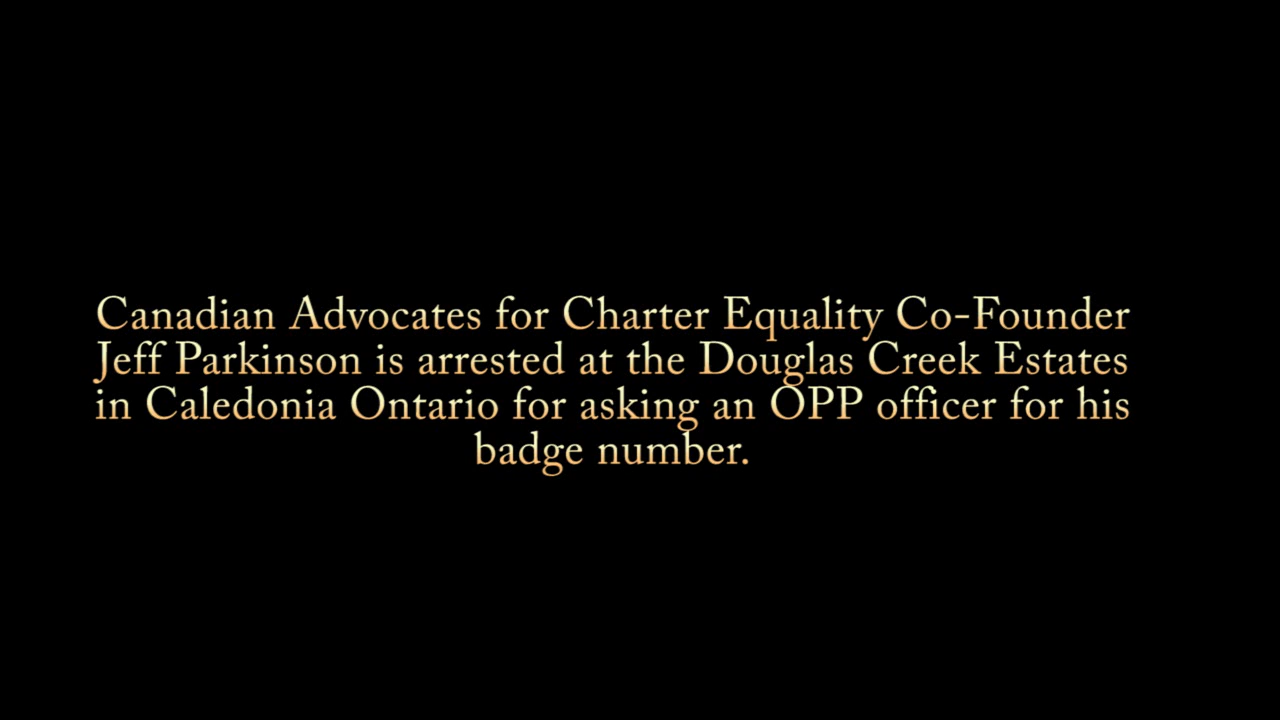 Canadian Advocates for Charter Equality Co-Founder
Jeff Parkinson is arrested at the Douglas Creek Estates
in Caledonia Ontario for asking an OPP officer for his
badge number.